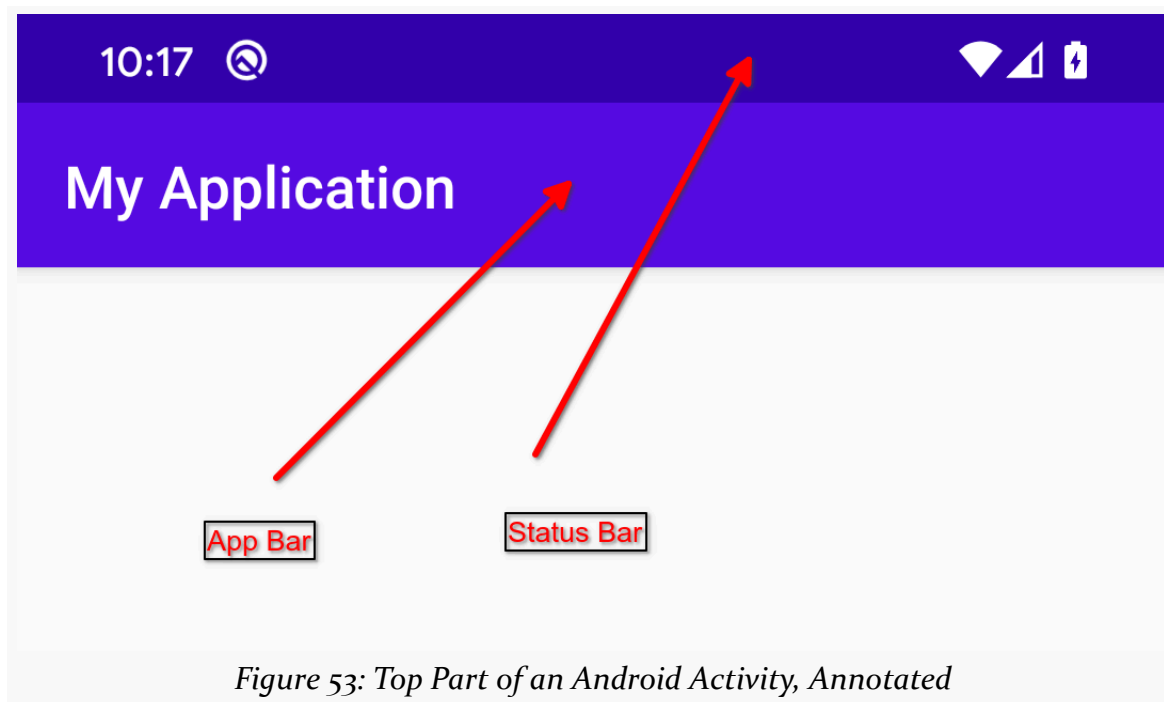 10:17
My Application
App Bar
Status Bar
Figure 53: Top Part of an Android Activity, Annotated